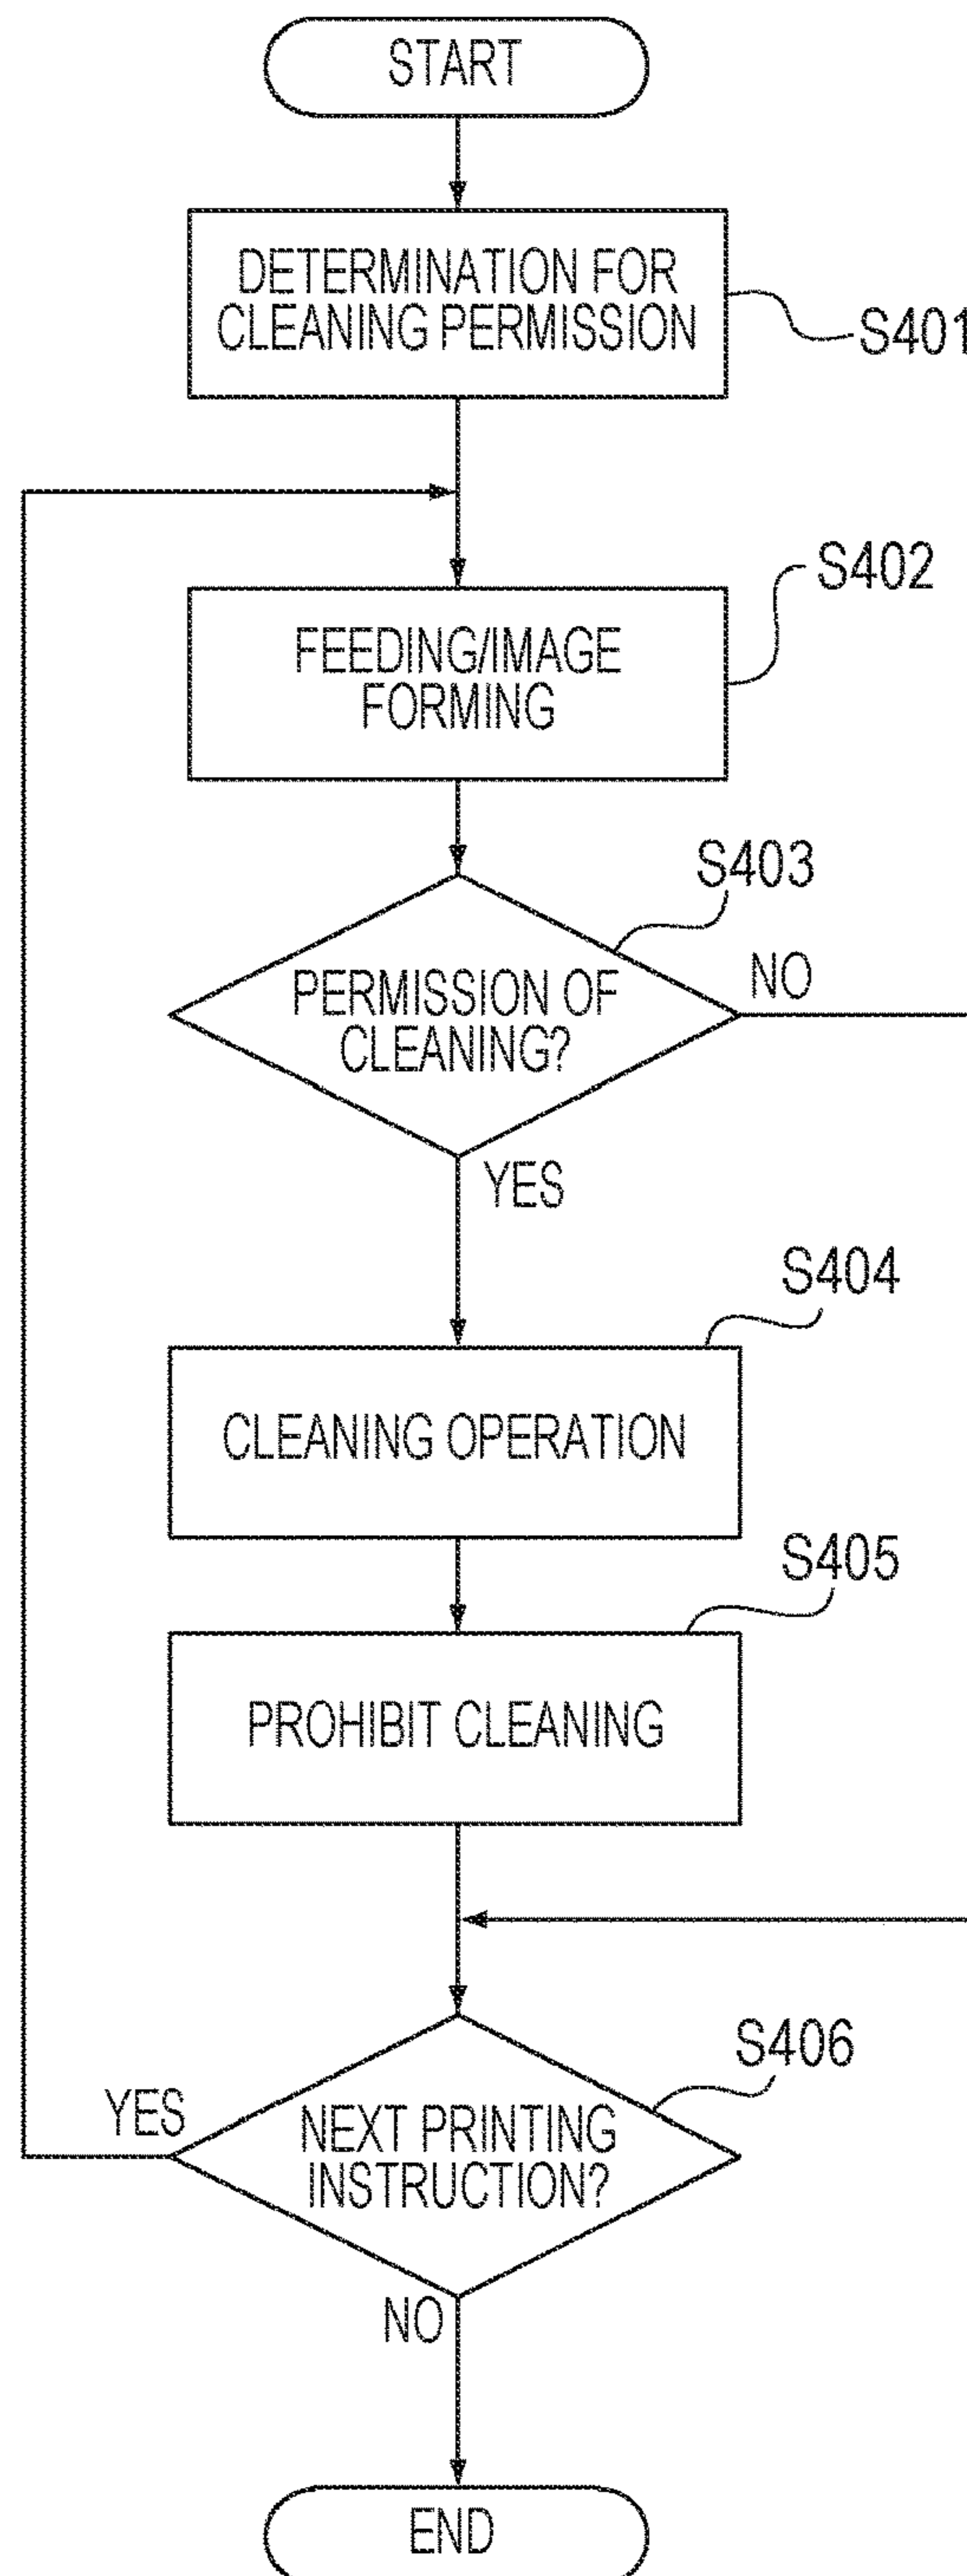 START
DETERMINATION FOR
CLEANING PERMISSION
S401
S402
FEEDING/IMAGE
FORMING
S403
PERMISSION OF
CLEANING?
NO
YES
S404
CLEANING OPERATION
S405
PROHIBIT CLEANING
S406
YES
NEXT PRINTING
INSTRUCTION?
NO
END